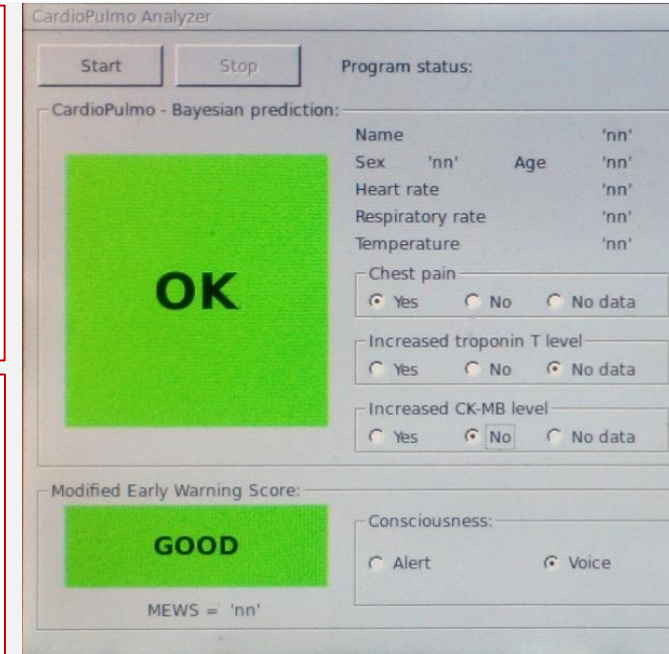 CardioPulmo Analyzer
Start Stop Program status:
CardioPulmo - Bayesian prediction:
OK
Name 'nn'
Sex 'nn' Age 'nn'
Heart rate 'nn'
Respiratory rate 'nn'
Temperature 'nn'
Chest pain
Yes No No data
Increased troponin T level
Yes No No data
Increased CK-MB level
Yes No No data
Modified Early Warning Score:
GOOD
MEWS = 'nn'
Consciousness:
Alert Voice